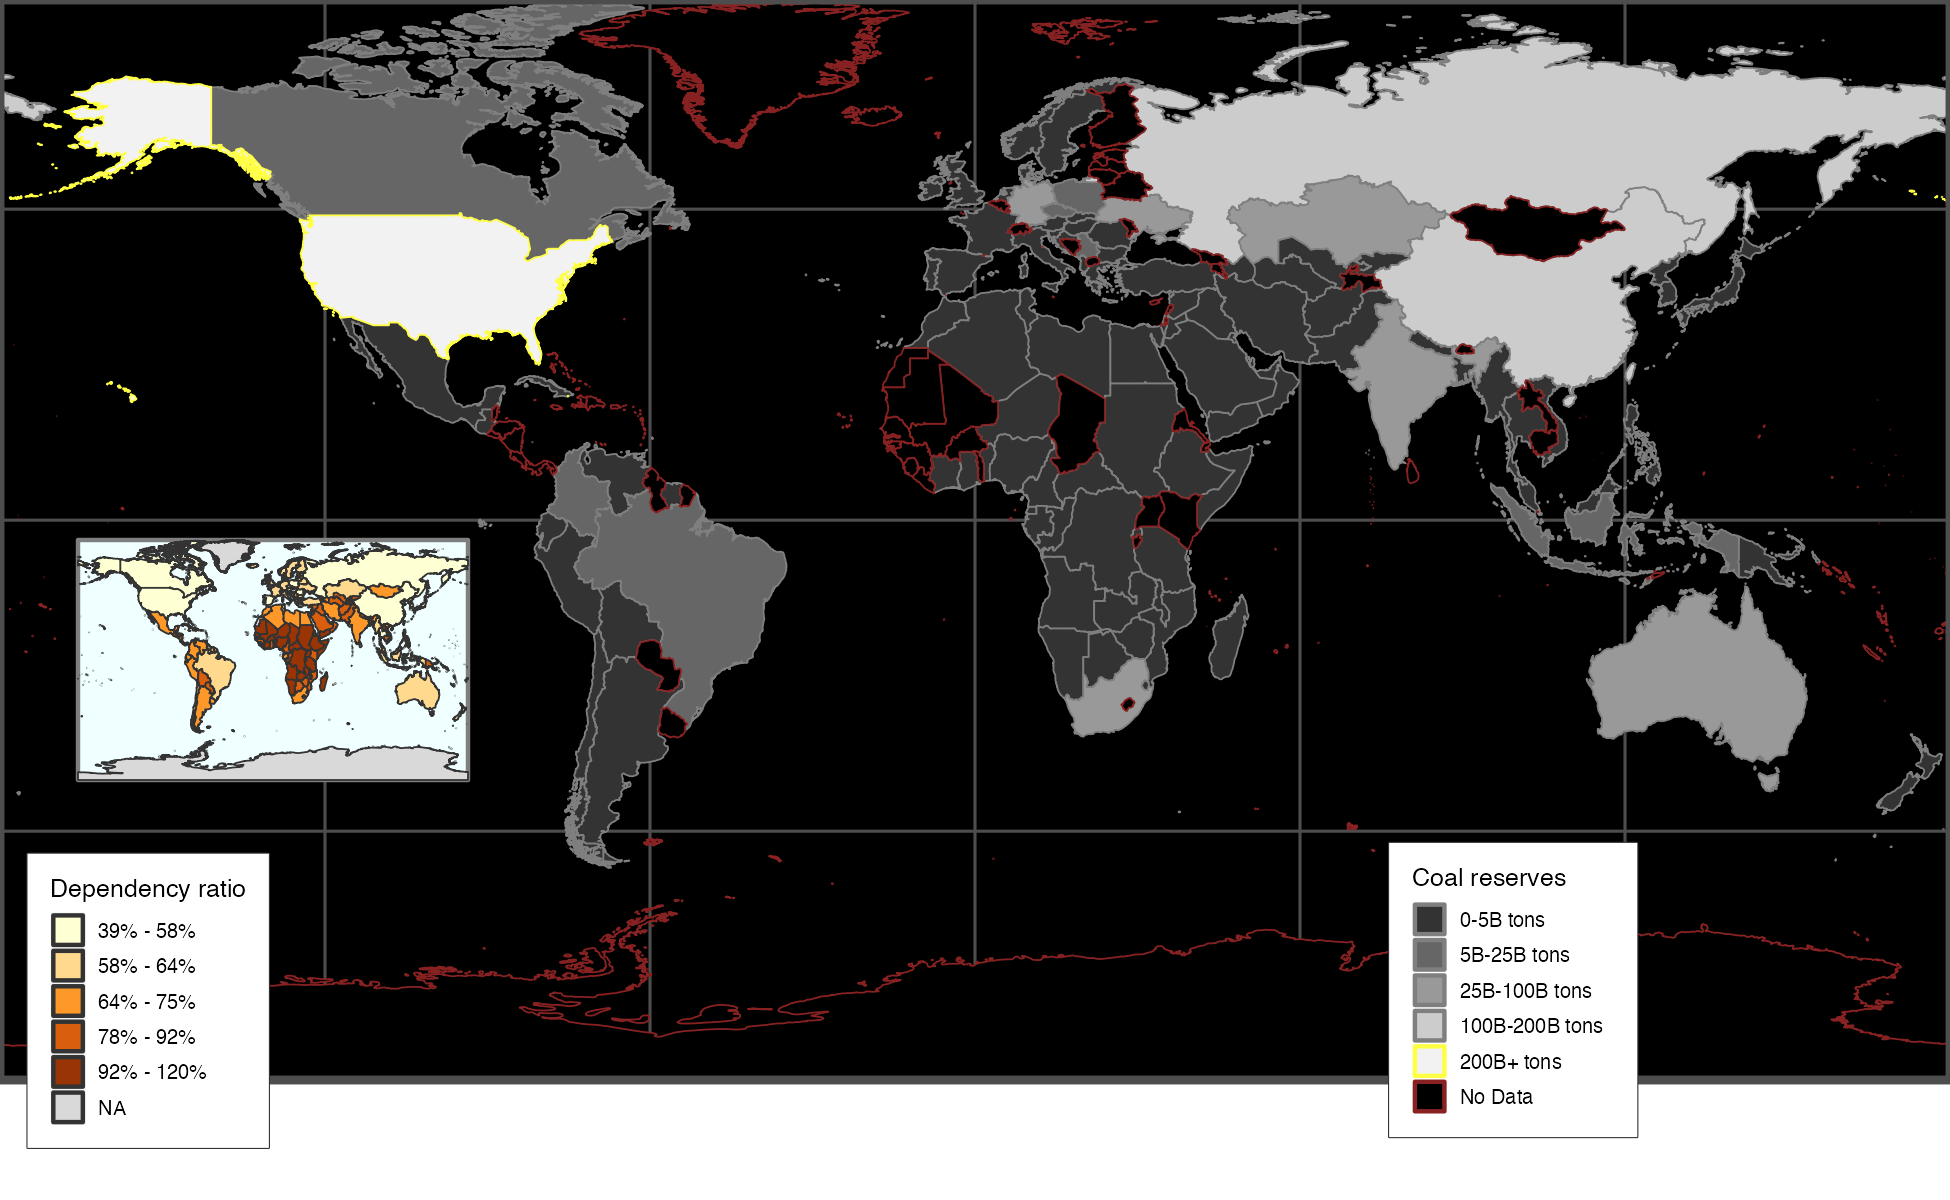 Dependency ratio
39% - 58%
58% - 64%
64% - 75%
78% - 92%
92% - 120%
NA
Coal reserves
0-5B tons
5B-25B tons
25B-100B tons
100B-200B tons
200B+ tons
No Data